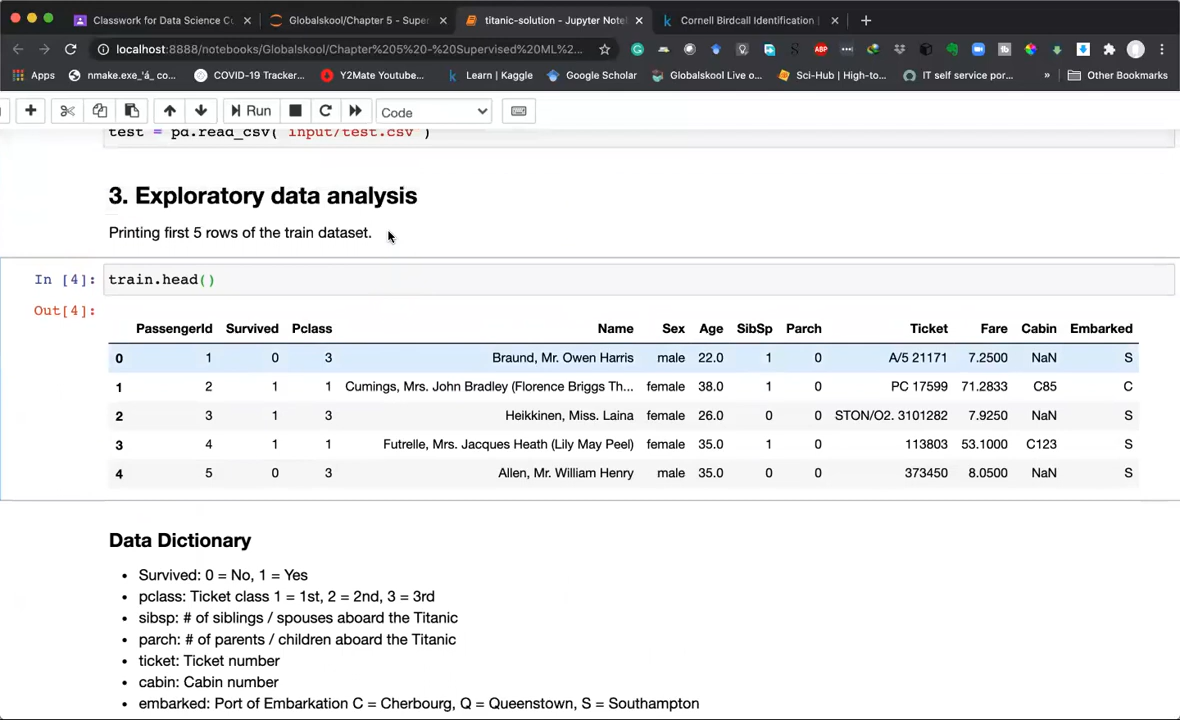 Classwork for Data Science Co
Globalskool/Chapter 5 - Super
titanic-solution - Jupyter Note
Cornell Birdcall Identification
localhost:8888/notebooks/Globalskool/Chapter%205%20-%20Supervised%20ML%2...
Apps
nmake.exe_'á_ co...
COVID-19 Tracker...
Y2Mate Youtube...
Learn | Kaggle
Google Scholar
Globalskool Live o...
Sci-Hub | High-to...
IT self service por...
»
Other Bookmarks
Run
Code
test = pd.read_csv('input/test.csv')
3. Exploratory data analysis
Printing first 5 rows of the train dataset.
In [4]: train.head()
Out[4]:
PassengerId Survived Pclass Name Sex Age SibSp Parch Ticket Fare Cabin Embarked
0 1 0 3 Braund, Mr. Owen Harris male 22.0 1 0 A/5 21171 7.2500 NaN S
1 2 1 1 Cumings, Mrs. John Bradley (Florence Briggs Th... female 38.0 1 0 PC 17599 71.2833 C85 C
2 3 1 3 Heikkinen, Miss. Laina female 26.0 0 0 STON/O2. 3101282 7.9250 NaN S
3 4 1 1 Futrelle, Mrs. Jacques Heath (Lily May Peel) female 35.0 1 0 113803 53.1000 C123 S
4 5 0 3 Allen, Mr. William Henry male 35.0 0 0 373450 8.0500 NaN S
Data Dictionary
• Survived: 0 = No, 1 = Yes
• pclass: Ticket class 1 = 1st, 2 = 2nd, 3 = 3rd
• sibsp: # of siblings / spouses aboard the Titanic
• parch: # of parents / children aboard the Titanic
• ticket: Ticket number
• cabin: Cabin number
• embarked: Port of Embarkation C = Cherbourg, Q = Queenstown, S = Southampton